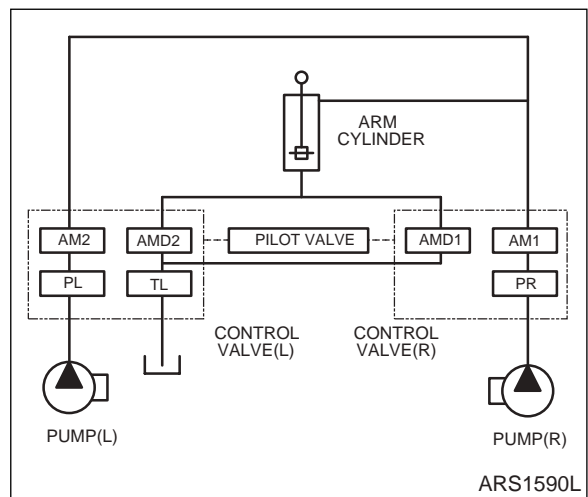 ARM
CYLINDER
AM2
AMD2
PILOT VALVE
AMD1
AM1
PL
TL
PR
CONTROL
VALVE(L)
CONTROL
VALVE(R)
PUMP(L)
PUMP(R)
ARS1590L